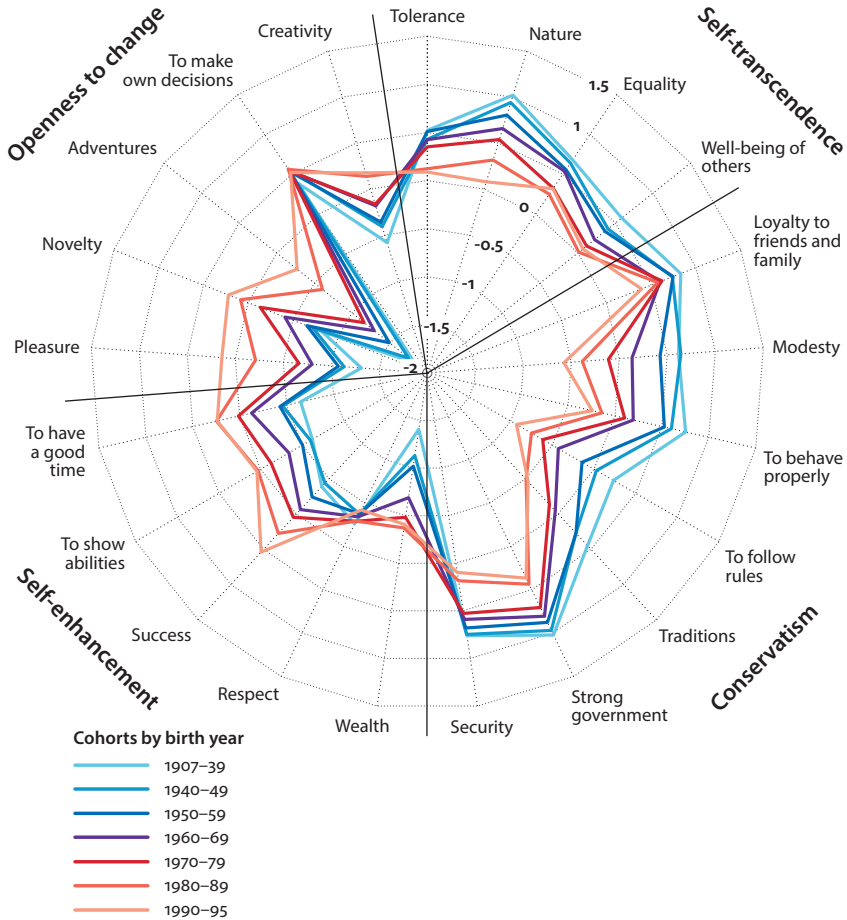 Tolerance
Nature
Self-transcendence
Equality
Well-being of
others
Loyalty to
friends and
family
Modesty
To behave
properly
To follow
rules
Conservatism
Traditions
Strong
government
Security
Wealth
Respect
Success
Self-enhancement
To show
abilities
To have
a good
time
Pleasure
Novelty
Adventures
Openness to change
To make
own decisions
Creativity
1.5
1
0
-0.5
-1
-1.5
-2
Cohorts by birth year
1907–39
1940–49
1950–59
1960–69
1970–79
1980–89
1990–95